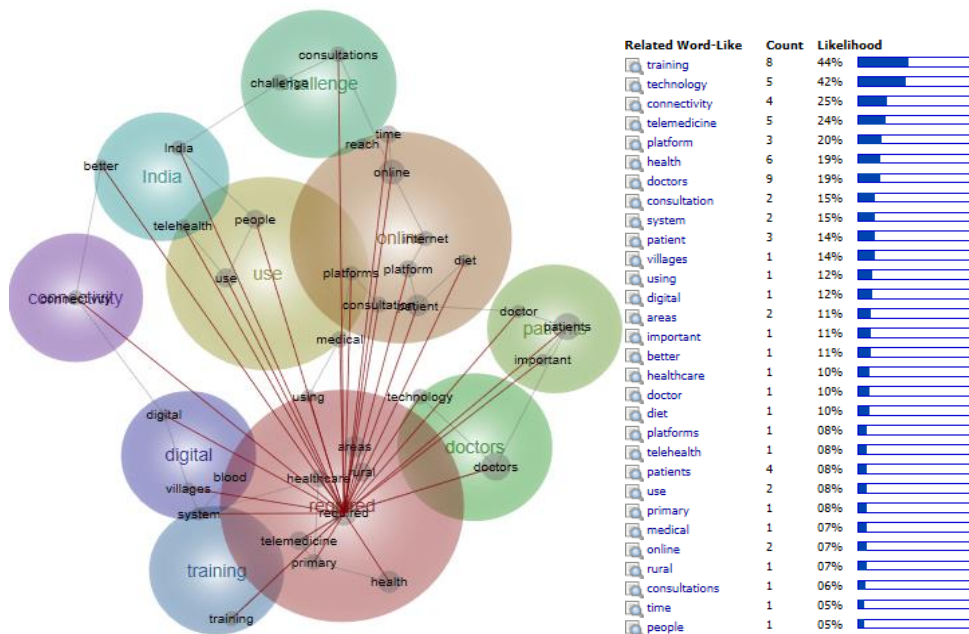 consultations
challenge
challenge
time
India
reach
better
online
India
people
telehealth
online
internet
use
platforms
platform
diet
use
connectivity
connectivity
consultation
patient
doctor
patients
patients
medical
important
using
technology
digital
areas
doctors
digital
blood
healthcare
rural
doctors
villages
required
system
required
telemedicine
primary
training
health
training
Related Word-Like Count Likelihood
training 8 44%
technology 5 42%
connectivity 4 25%
telemedicine 5 24%
platform 3 20%
health 6 19%
doctors 9 19%
consultation 2 15%
system 2 15%
patient 3 14%
villages 1 14%
using 1 12%
digital 1 12%
areas 2 11%
important 1 11%
better 1 11%
healthcare 1 10%
doctor 1 10%
diet 1 10%
platforms 1 08%
telehealth 1 08%
patients 4 08%
use 2 08%
primary 1 08%
medical 1 07%
online 2 07%
rural 1 07%
consultations 1 06%
time 1 05%
people 1 05%